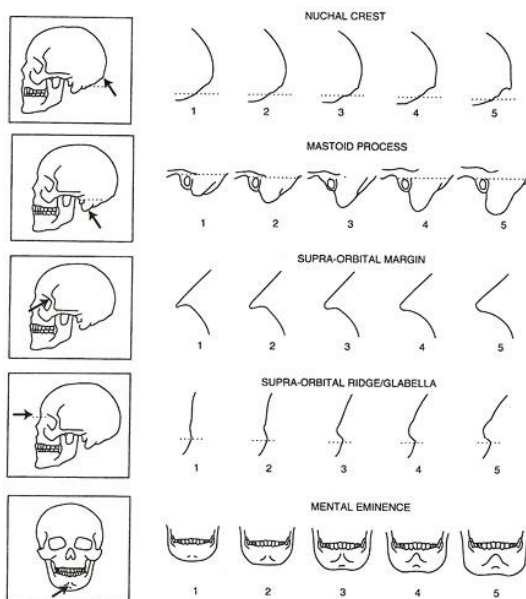 NUCHAL CREST
1 2 3 4 5
MASTOID PROCESS
1 2 3 4 5
SUPRA-ORBITAL MARGIN
1 2 3 4 5
SUPRA-ORBITAL RIDGE/GLABELLA
1 2 3 4 5
MENTAL EMINENCE
1 2 3 4 5